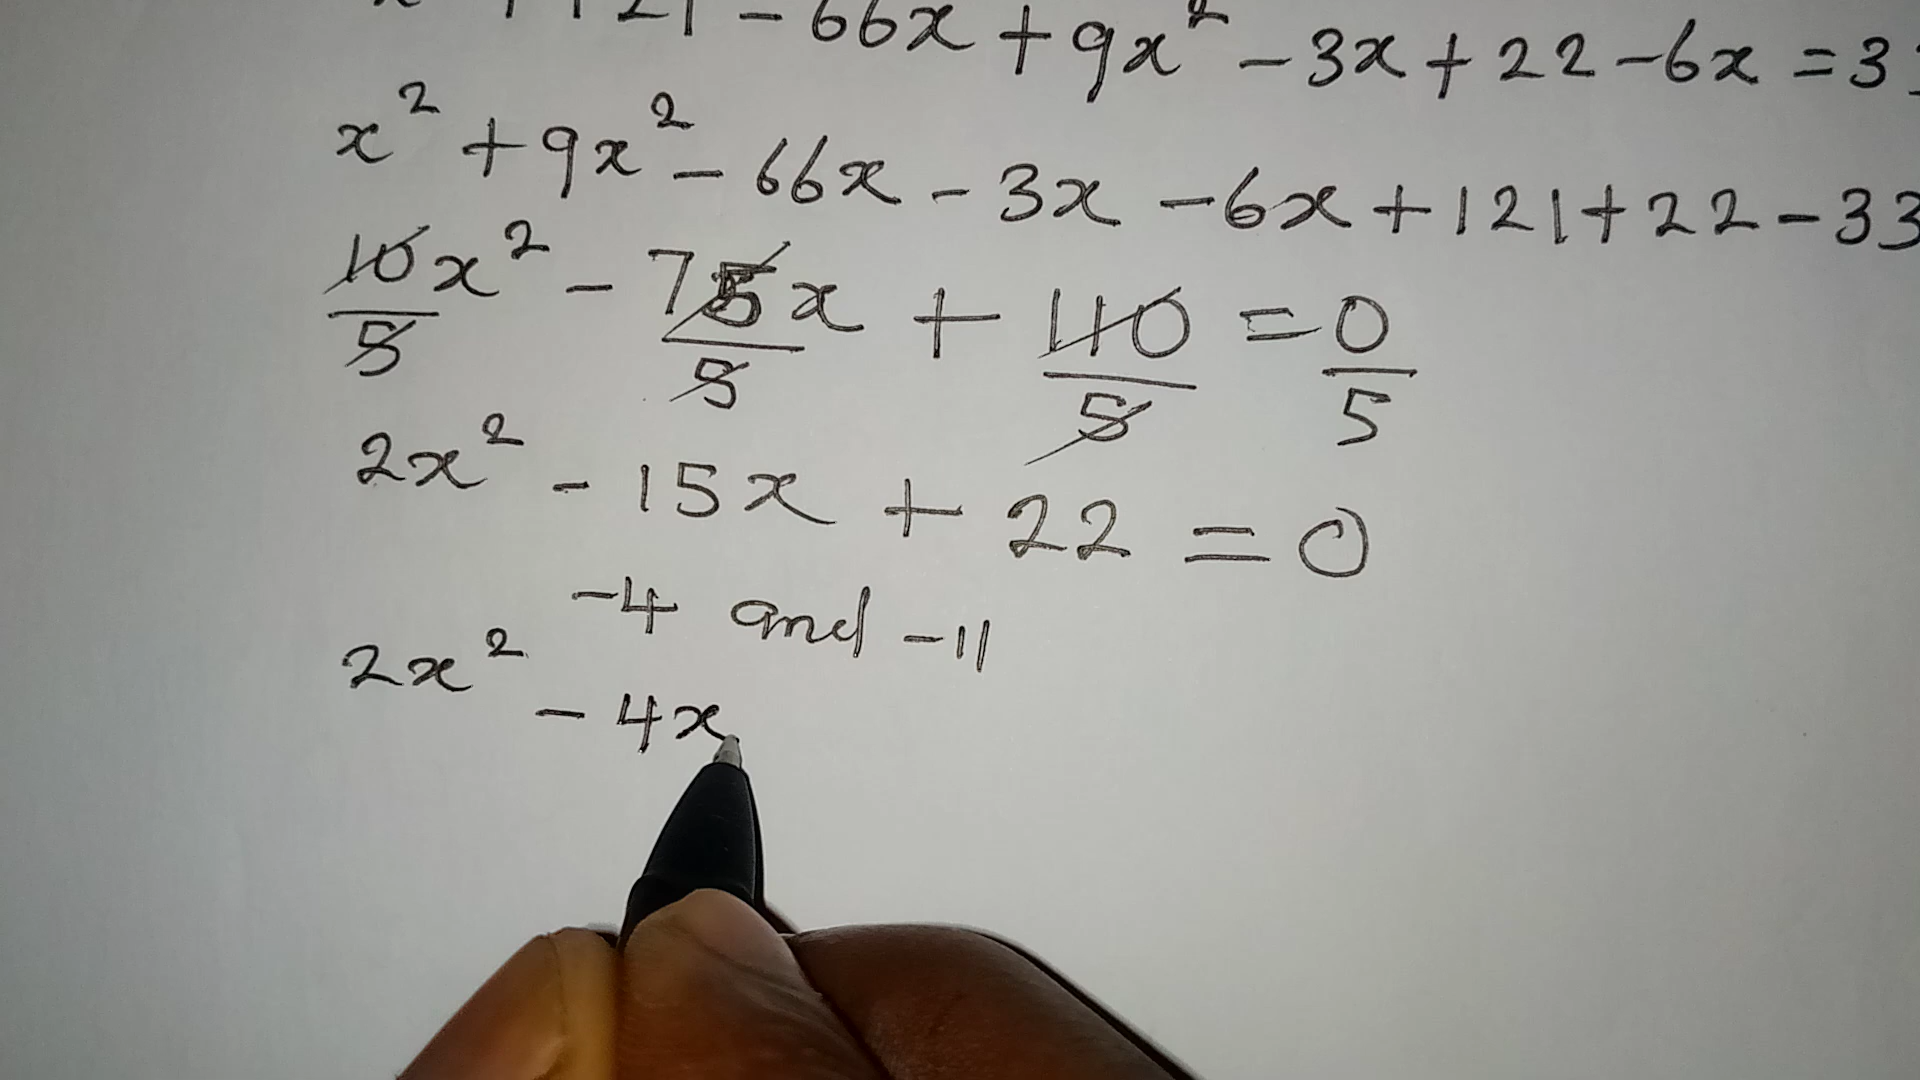 + 121 - 66x + 9x² - 3x + 22 - 6x = 3
x² + 9x² - 66x - 3x - 6x + 121 + 22 - 33
10x²/5 - 75x/5 + 110/5 = 0/5
2x² - 15x + 22 = 0
-4 and -11
2x² - 4x